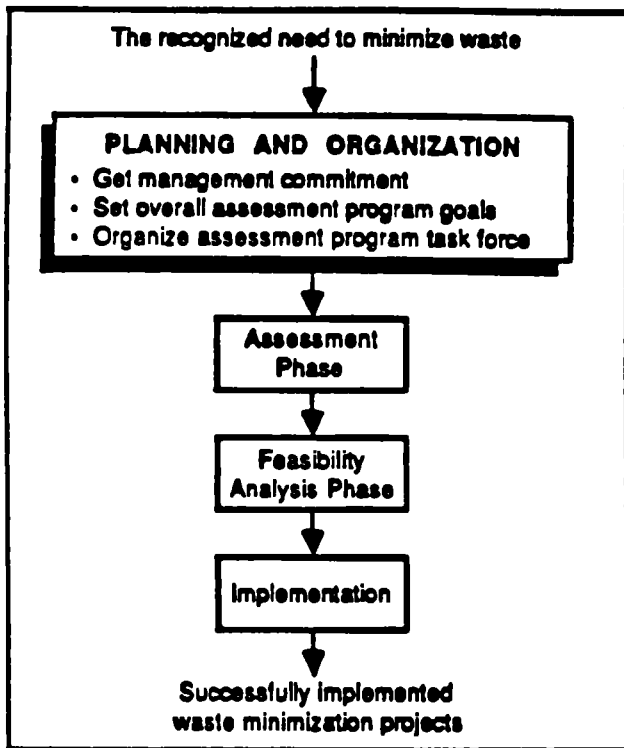 The recognized need to minimize waste
PLANNING AND ORGANIZATION
• Get management commitment
• Set overall assessment program goals
• Organize assessment program task force
Assessment
Phase
Feasibility
Analysis Phase
Implementation
Successfully implemented
waste minimization projects